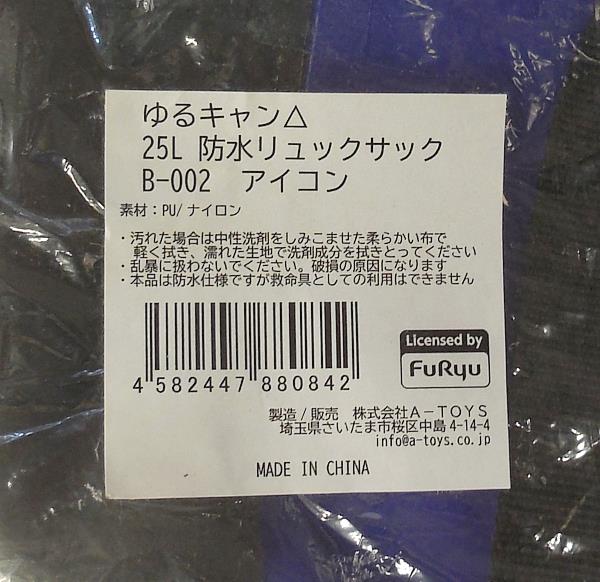 ゆるキャン△
25L 防水リュックサック
B-002 アイコン
素材：PU/ナイロン
・汚れた場合は中性洗剤をしみこませた柔らかい布で
軽く拭き、濡れた生地で洗剤成分を拭きとってください
・乱暴に扱わないでください。破損の原因になります
・本品は防水仕様ですが救命具としての利用はできません
4 582447 880842
Licensed by
FuRyu
製造/販売 株式会社A-TOYS
埼玉県さいたま市桜区中島4-14-4
info@a-toys.co.jp
MADE IN CHINA